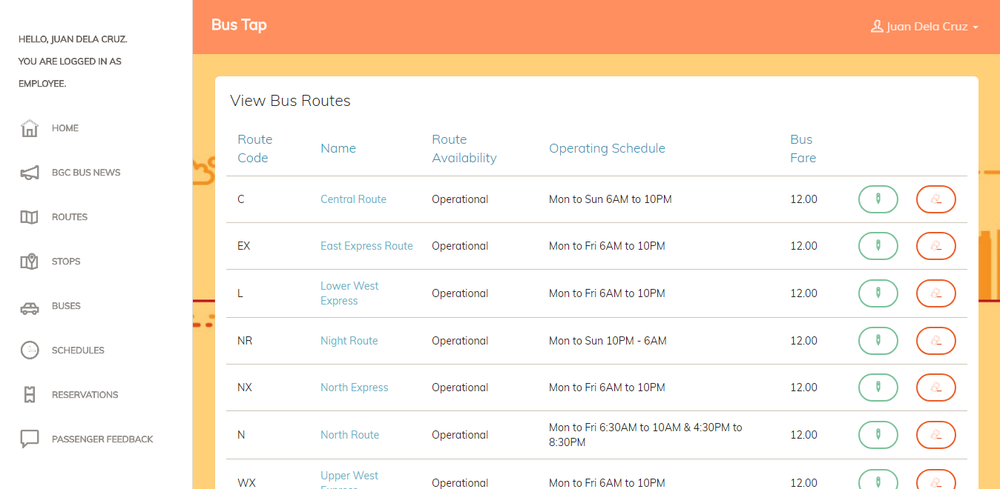 HELLO, JUAN DELA CRUZ.
YOU ARE LOGGED IN AS
EMPLOYEE.
HOME
BGC BUS NEWS
ROUTES
STOPS
BUSES
SCHEDULES
RESERVATIONS
PASSENGER FEEDBACK
Bus Tap
Juan Dela Cruz
View Bus Routes
Route Code Name Route Availability Operating Schedule Bus Fare
C Central Route Operational Mon to Sun 6AM to 10PM 12.00
EX East Express Route Operational Mon to Fri 6AM to 10PM 12.00
L Lower West Express Operational Mon to Fri 6AM to 10PM 12.00
NR Night Route Operational Mon to Sun 10PM - 6AM 12.00
NX North Express Operational Mon to Fri 6AM to 10PM 12.00
N North Route Operational Mon to Fri 6:30AM to 10AM & 4:30PM to 8:30PM 12.00
WX Upper West Express Operational Mon to Fri 6AM to 10PM 12.00